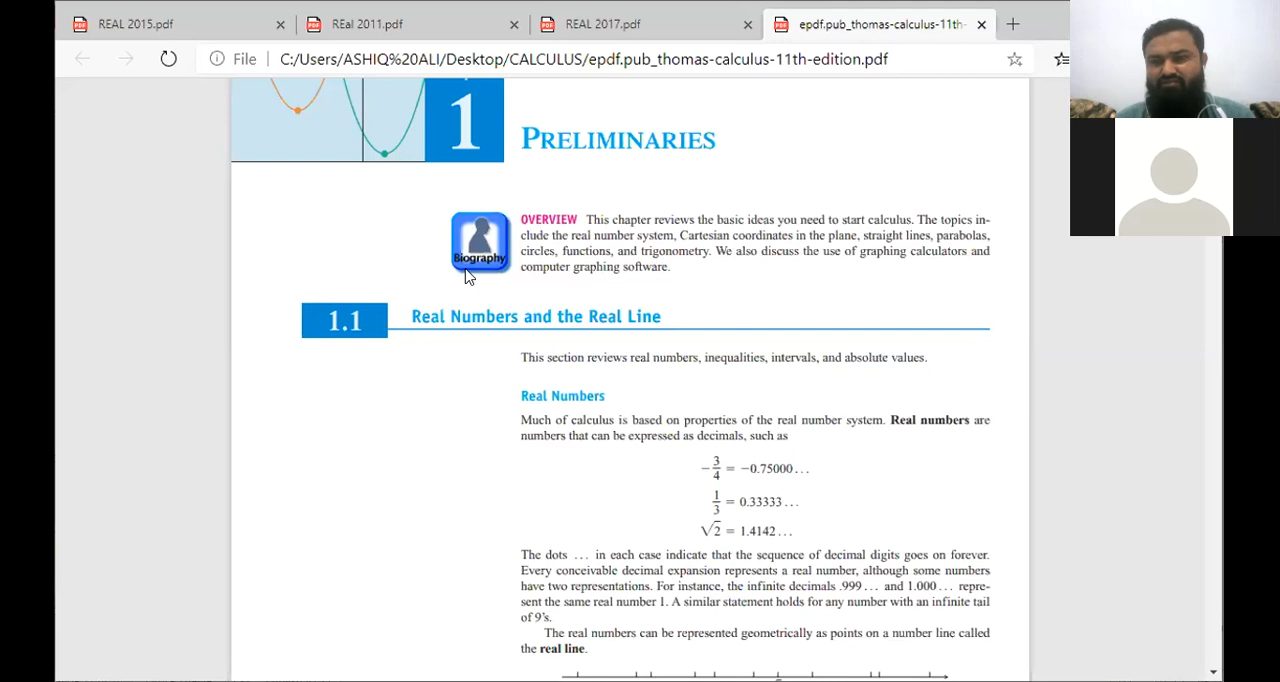 REAL 2015.pdf
REAl 2011.pdf
REAL 2017.pdf
epdf.pub_thomas-calculus-11th-
File C:/Users/ASHIQ%20ALI/Desktop/CALCULUS/epdf.pub_thomas-calculus-11th-edition.pdf
1
PRELIMINARIES
Biography
OVERVIEW This chapter reviews the basic ideas you need to start calculus. The topics in-
clude the real number system, Cartesian coordinates in the plane, straight lines, parabolas,
circles, functions, and trigonometry. We also discuss the use of graphing calculators and
computer graphing software.
1.1 Real Numbers and the Real Line
This section reviews real numbers, inequalities, intervals, and absolute values.
Real Numbers
Much of calculus is based on properties of the real number system. Real numbers are
numbers that can be expressed as decimals, such as
-3/4 = -0.75000...
1/3 = 0.33333...
√2 = 1.4142...
The dots ... in each case indicate that the sequence of decimal digits goes on forever.
Every conceivable decimal expansion represents a real number, although some numbers
have two representations. For instance, the infinite decimals .999... and 1.000... repre-
sent the same real number 1. A similar statement holds for any number with an infinite tail
of 9's.
The real numbers can be represented geometrically as points on a number line called
the real line.